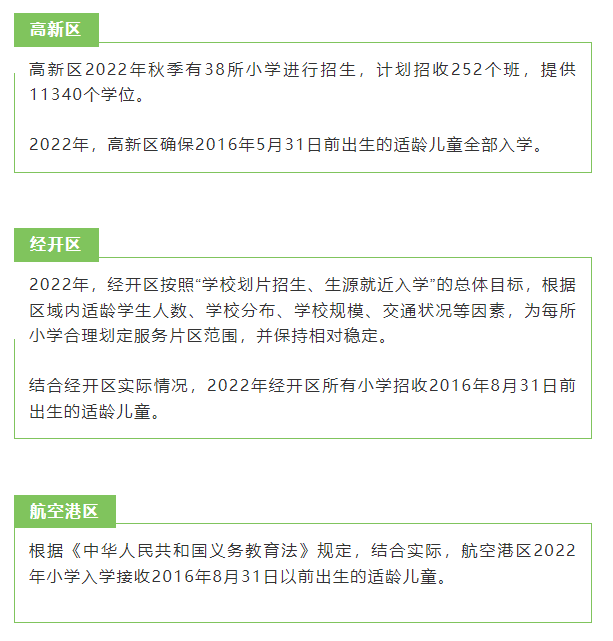 高新区
高新区2022年秋季有38所小学进行招生，计划招收252个班，提供
11340个学位。
2022年，高新区确保2016年5月31日前出生的适龄儿童全部入学。
经开区
2022年，经开区按照“学校划片招生、生源就近入学”的总体目标，根据
区域内适龄学生人数、学校分布、学校规模、交通状况等因素，为每所
小学合理划定服务片区范围，并保持相对稳定。
结合经开区实际情况，2022年经开区所有小学招收2016年8月31日前
出生的适龄儿童。
航空港区
根据《中华人民共和国义务教育法》规定，结合实际，航空港区2022
年小学入学接收2016年8月31日以前出生的适龄儿童。